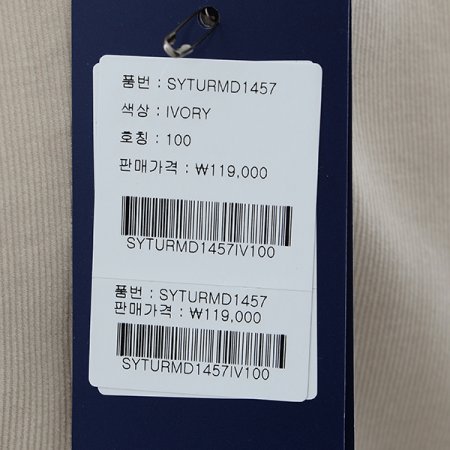 품번 : SYTURMD1457
색상 : IVORY
호칭 : 100
판매가격 : ₩119,000
SYTURMD1457IV100
품번 : SYTURMD1457
판매가격 : ₩119,000
SYTURMD1457IV100